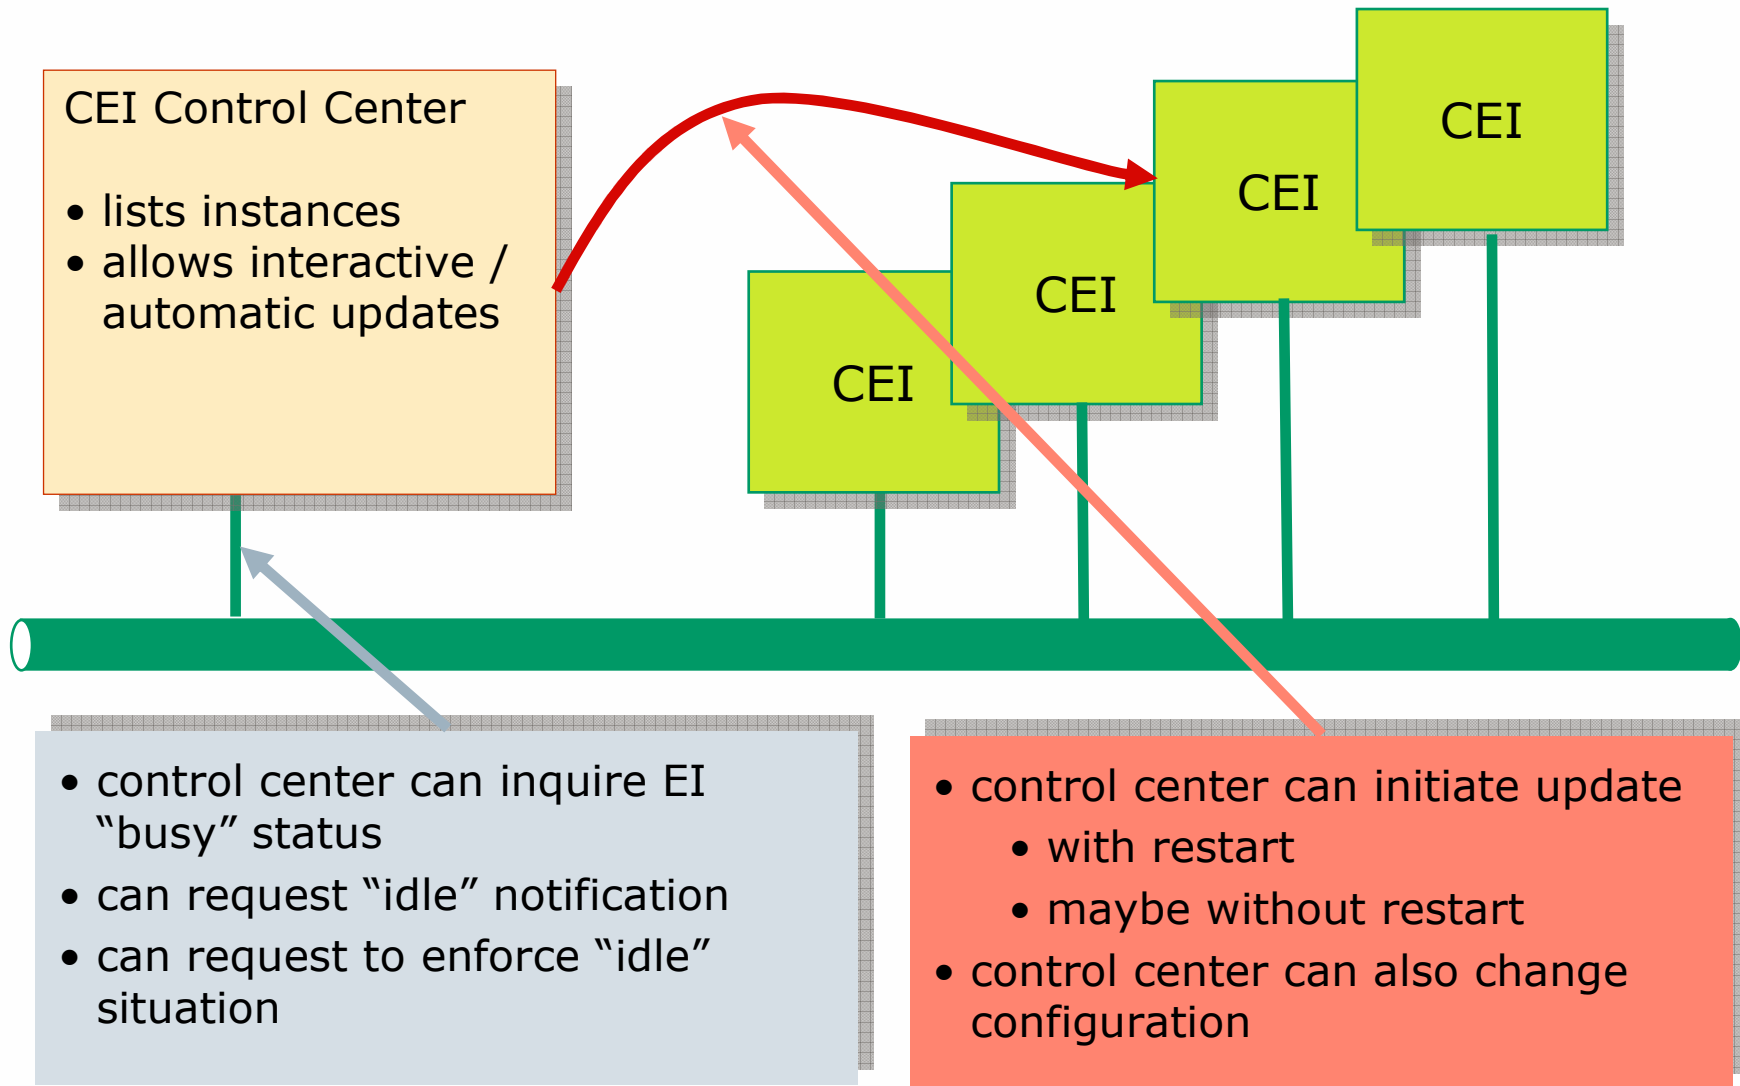 CEI Control Center
• lists instances
• allows interactive /
automatic updates
CEI
CEI
CEI
CEI
• control center can inquire EI
“busy” status
• can request “idle” notification
• can request to enforce “idle”
situation
• control center can initiate update
• with restart
• maybe without restart
• control center can also change
configuration